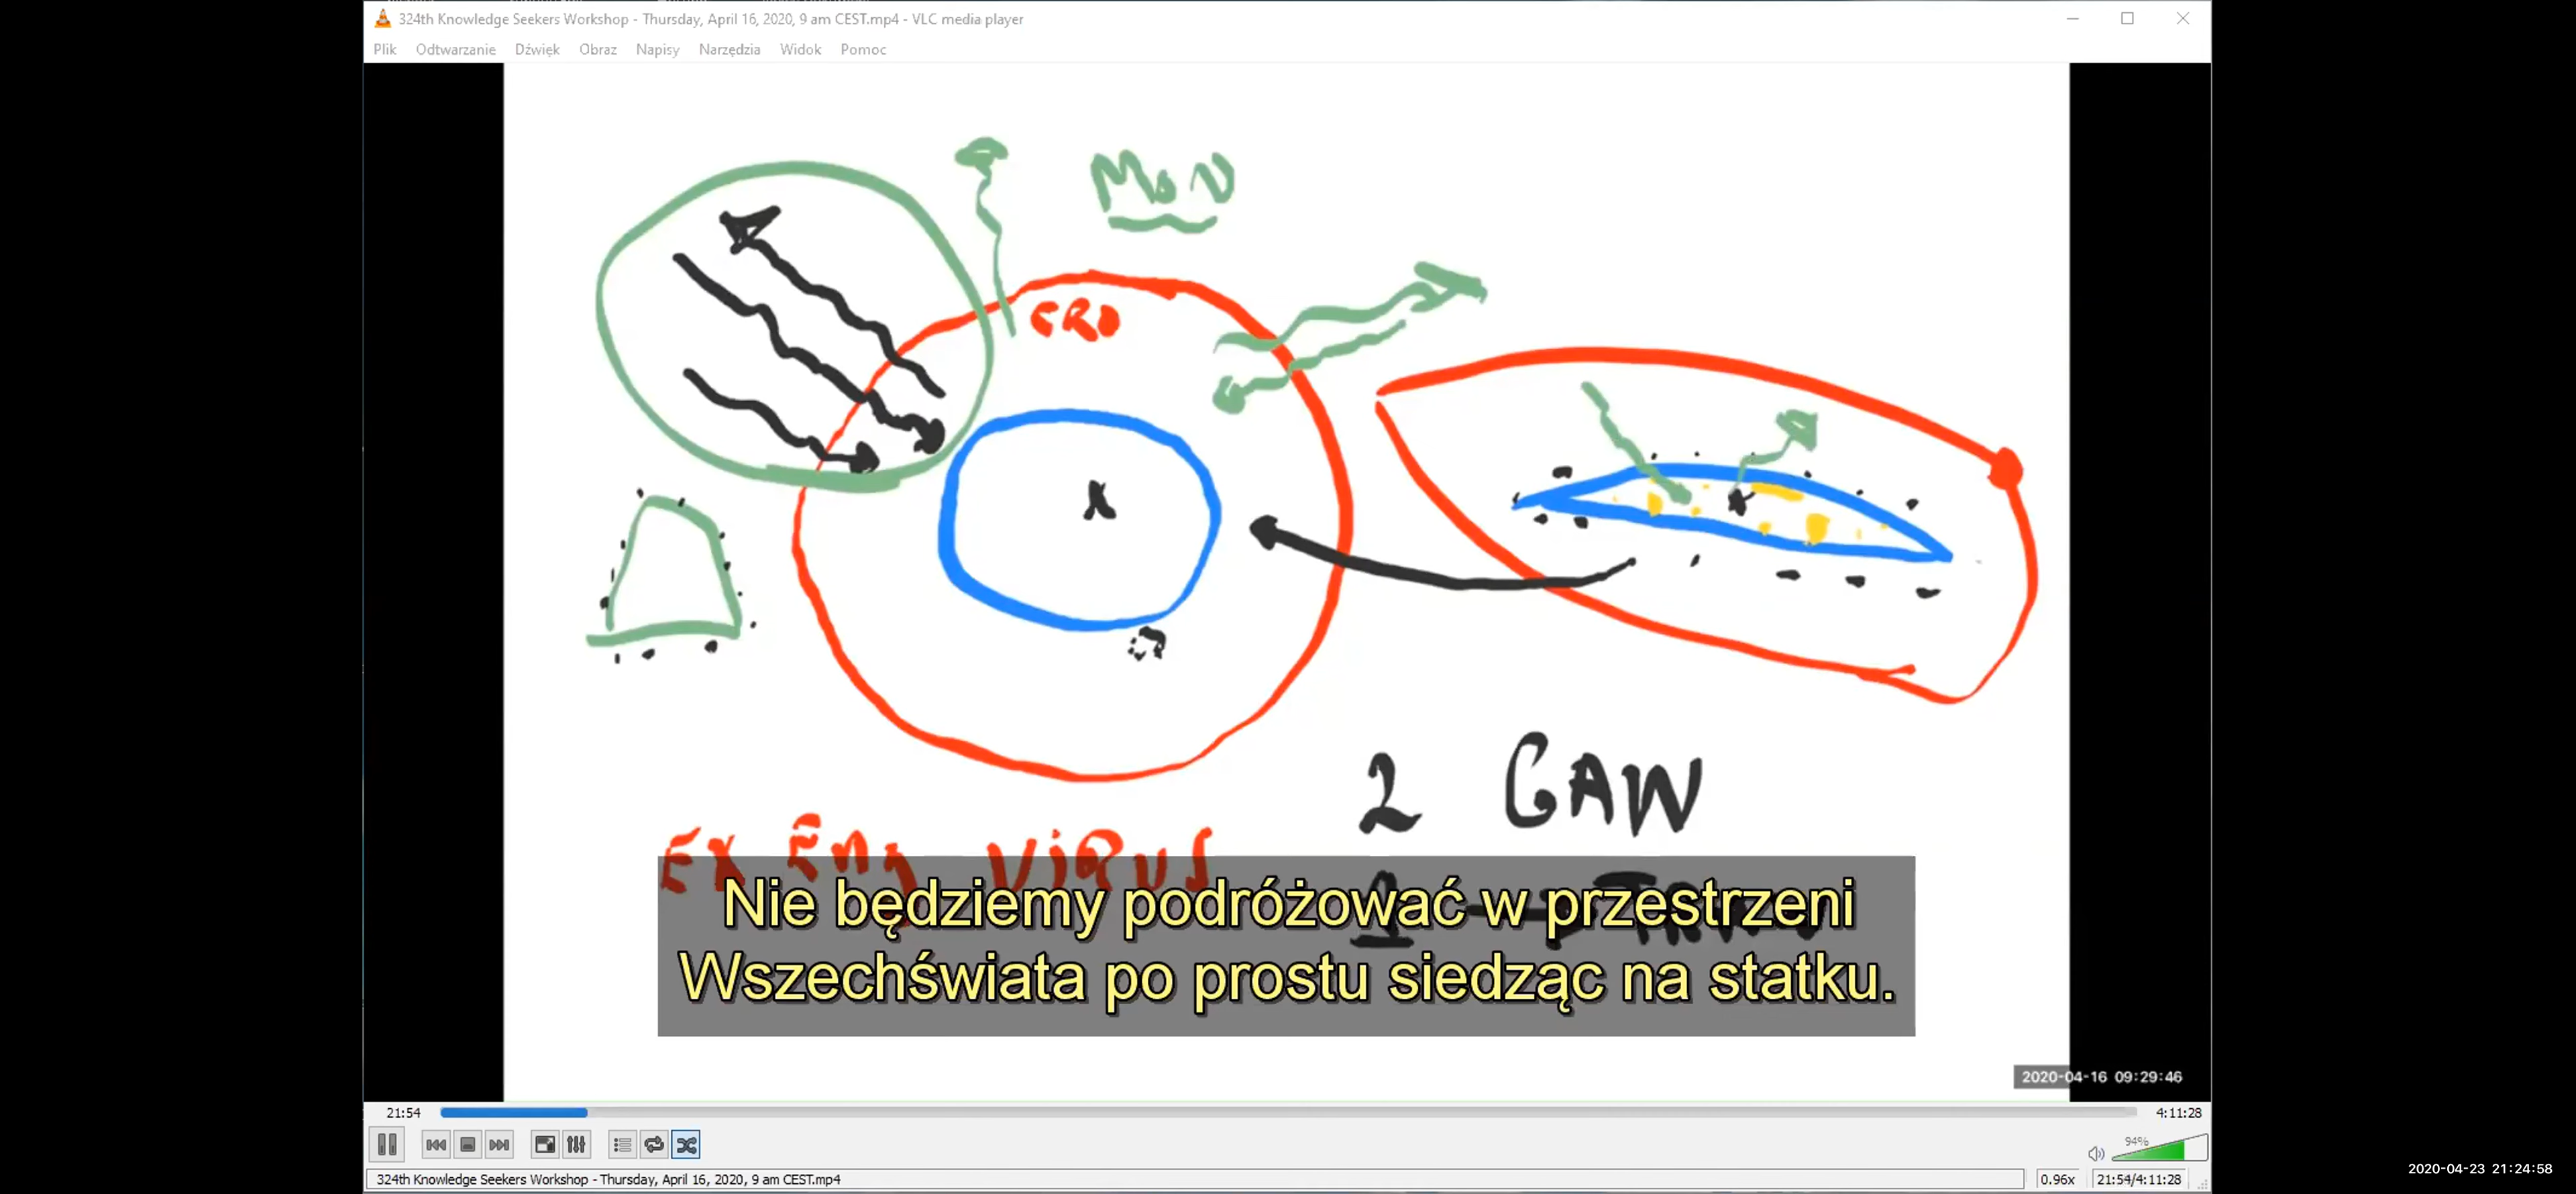 324th Knowledge Seekers Workshop - Thursday, April 16, 2020, 9 am CEST.mp4 - VLC media player
Plik Odtwarzanie Dźwięk Obraz Napisy Narzędzia Widok Pomoc
X
2 GAW
Ex Eng ViRUS
Nie będziemy podróżować w przestrzeni
Wszechświata po prostu siedząc na statku.
2020-04-16 09:29:46
21:54
4:11:28
94%
324th Knowledge Seekers Workshop - Thursday, April 16, 2020, 9 am CEST.mp4
0.96x
21:54/4:11:28
2020-04-23 21:24:58